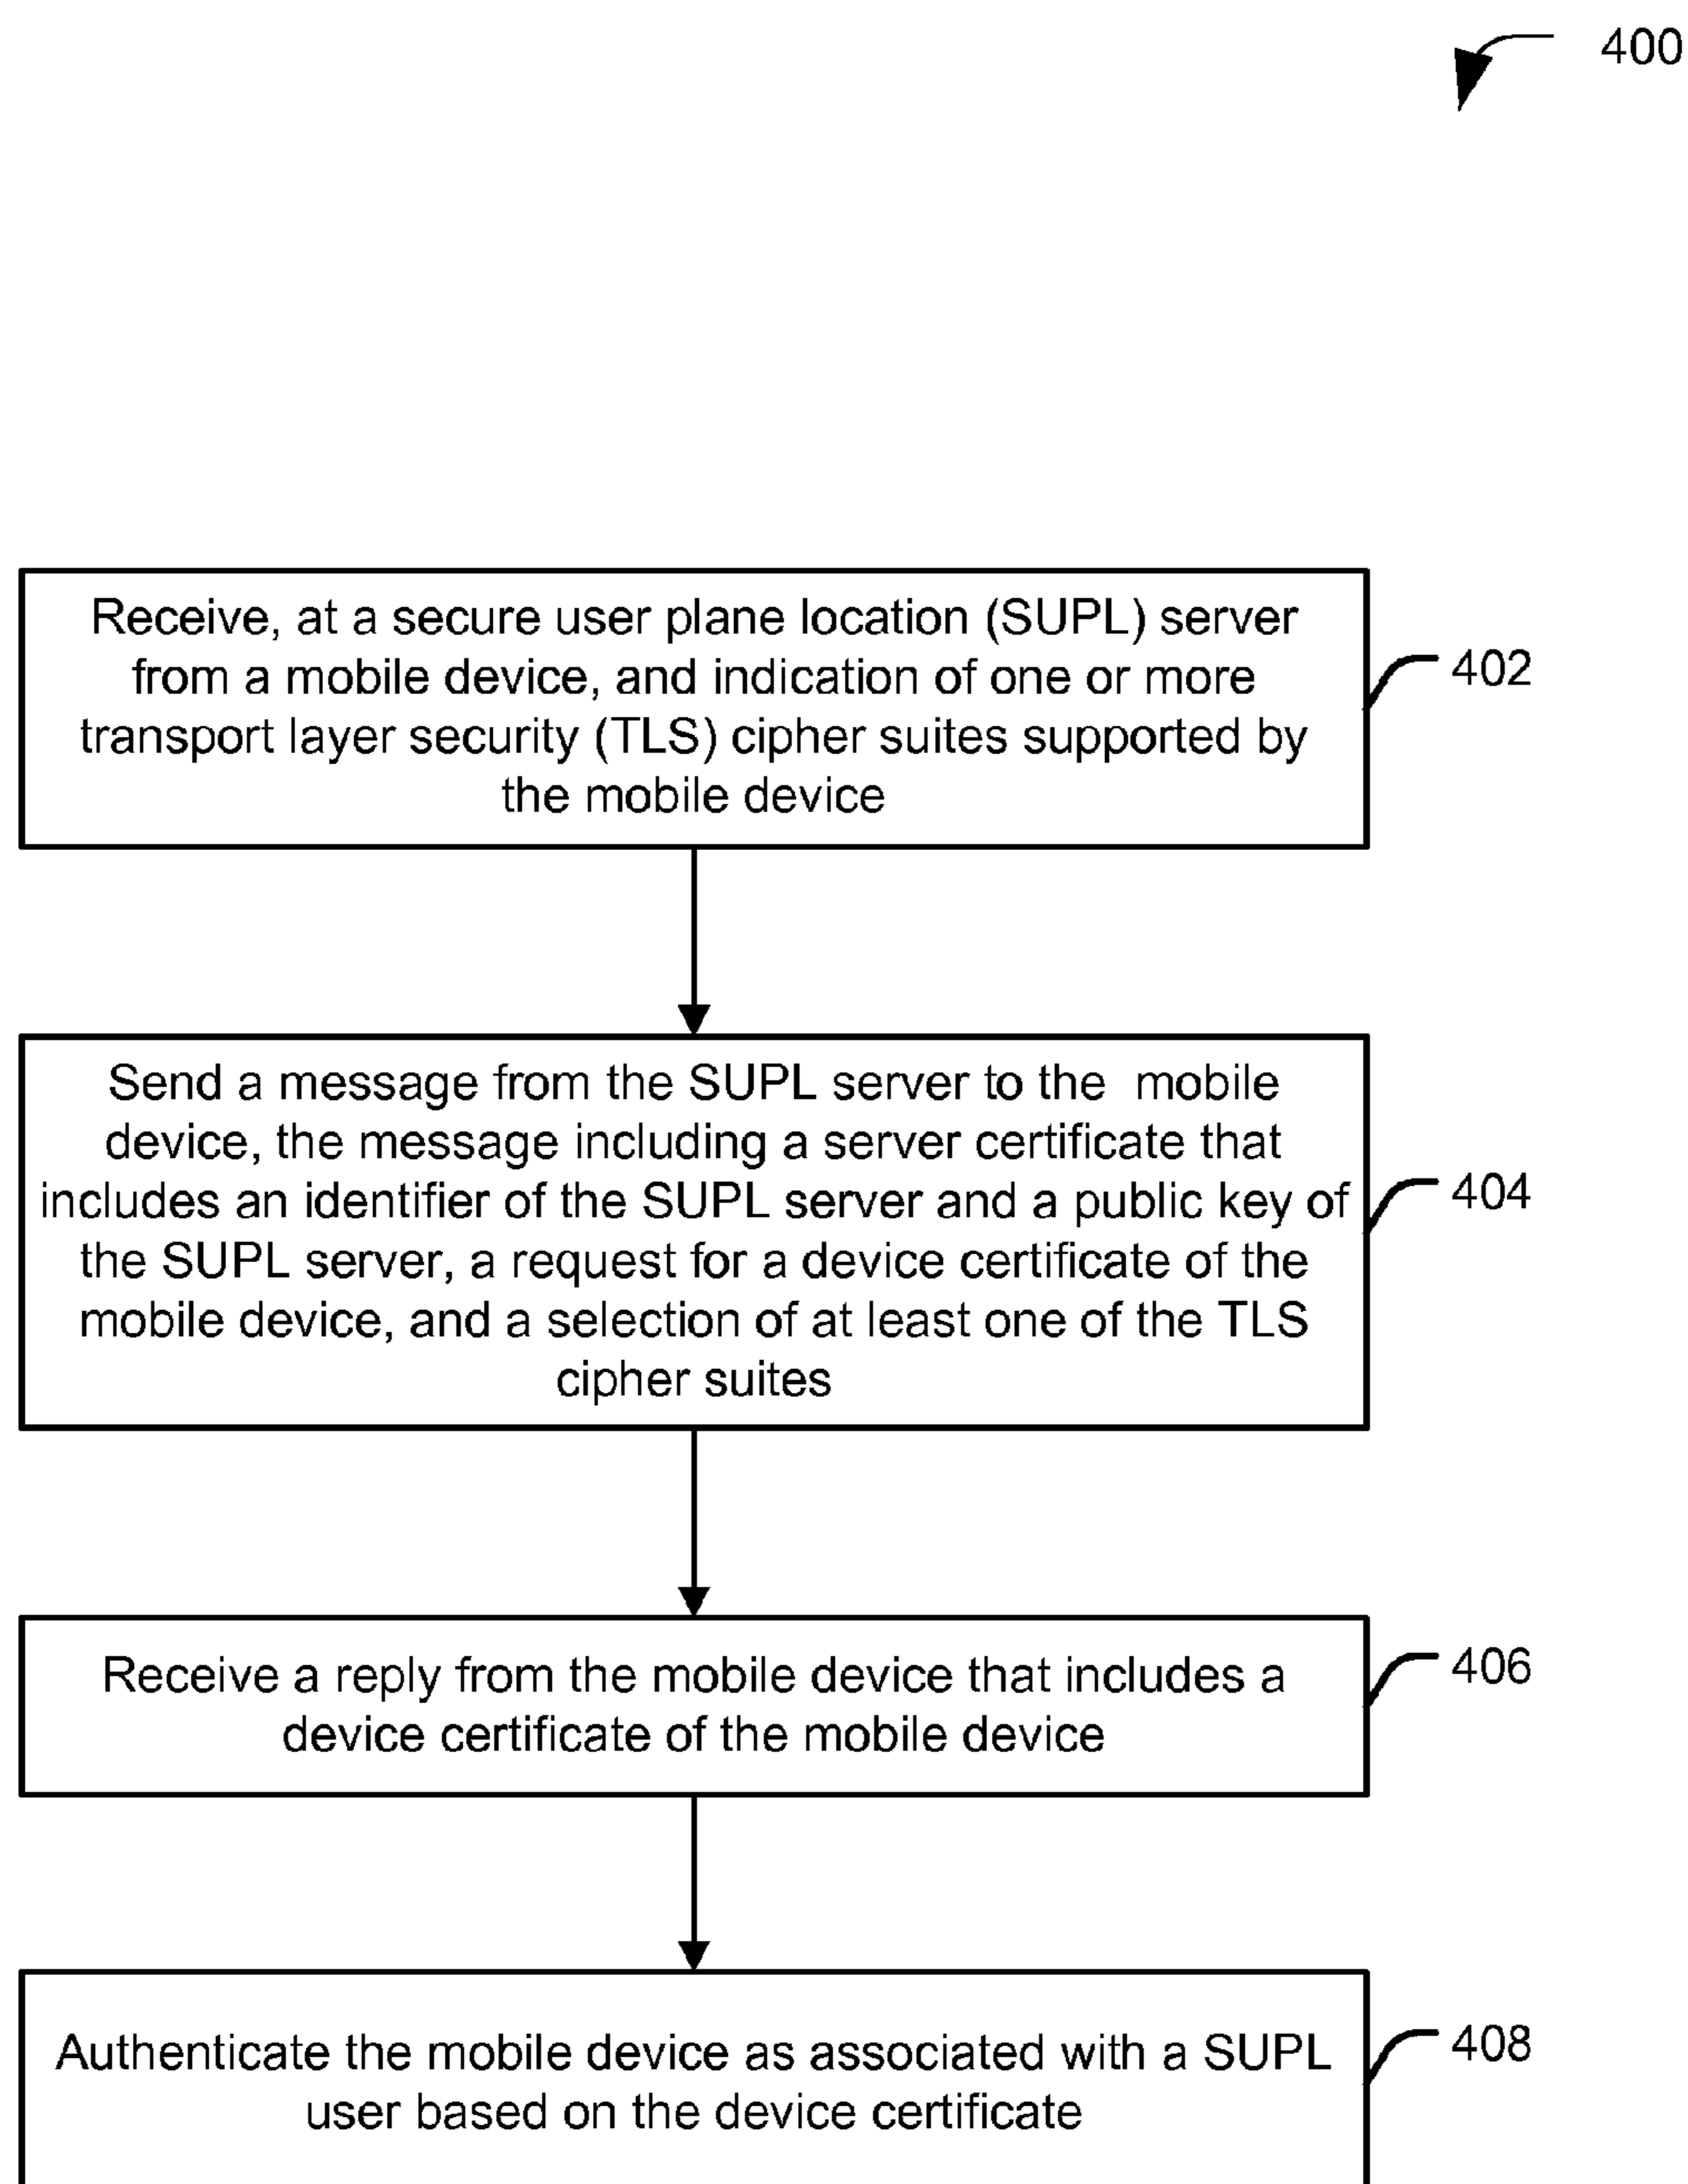 400
Receive, at a secure user plane location (SUPL) server
from a mobile device, and indication of one or more
transport layer security (TLS) cipher suites supported by
the mobile device
402
Send a message from the SUPL server to the mobile
device, the message including a server certificate that
includes an identifier of the SUPL server and a public key of
the SUPL server, a request for a device certificate of the
mobile device, and a selection of at least one of the TLS
cipher suites
404
Receive a reply from the mobile device that includes a
device certificate of the mobile device
406
Authenticate the mobile device as associated with a SUPL
user based on the device certificate
408